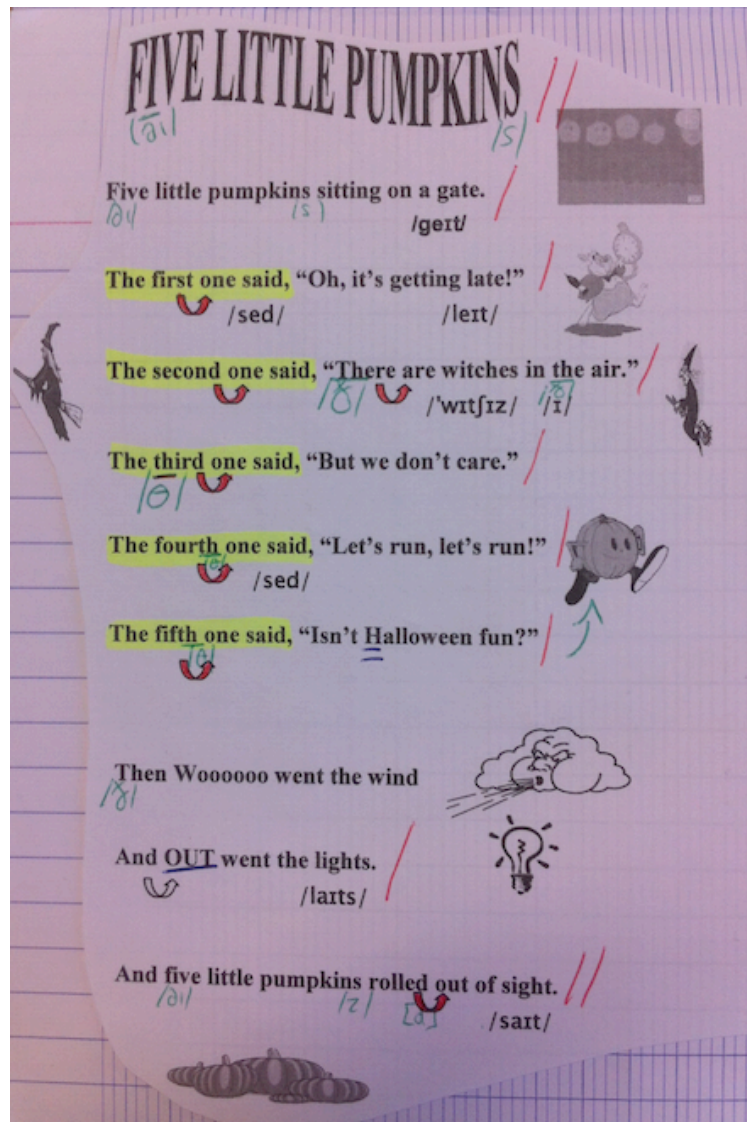 FIVE LITTLE PUMPKINS //
/aɪ/ /s/
Five little pumpkins sitting on a gate. /
/aɪ/ /s/ /geɪt/
The first one said, “Oh, it’s getting late!” /
/sed/ /leɪt/
The second one said, “There are witches in the air.” /
/ð/ /'wɪtʃɪz/ /ɪ/
The third one said, “But we don’t care.” /
/θ/
The fourth one said, “Let’s run, let’s run!” /
/θ/ /sed/
The fifth one said, “Isn’t Halloween fun?” /
/θ/
Then Woooooo went the wind
/ð/
And OUT went the lights. /
/laɪts/
And five little pumpkins rolled out of sight. //
/aɪ/ /z/ [d] /saɪt/